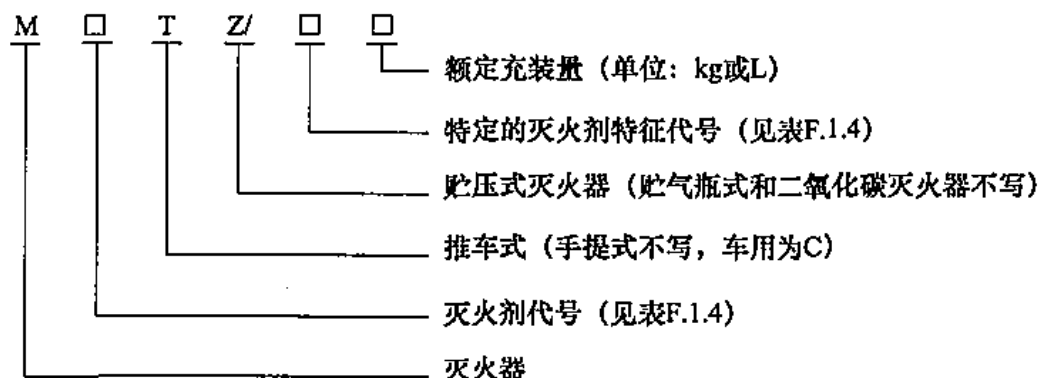 M □ T Z/ □ □
额定充装量（单位：kg或L）
特定的灭火剂特征代号（见表F.1.4）
贮压式灭火器（贮气瓶式和二氧化碳灭火器不写）
推车式（手提式不写，车用为C）
灭火剂代号（见表F.1.4）
灭火器